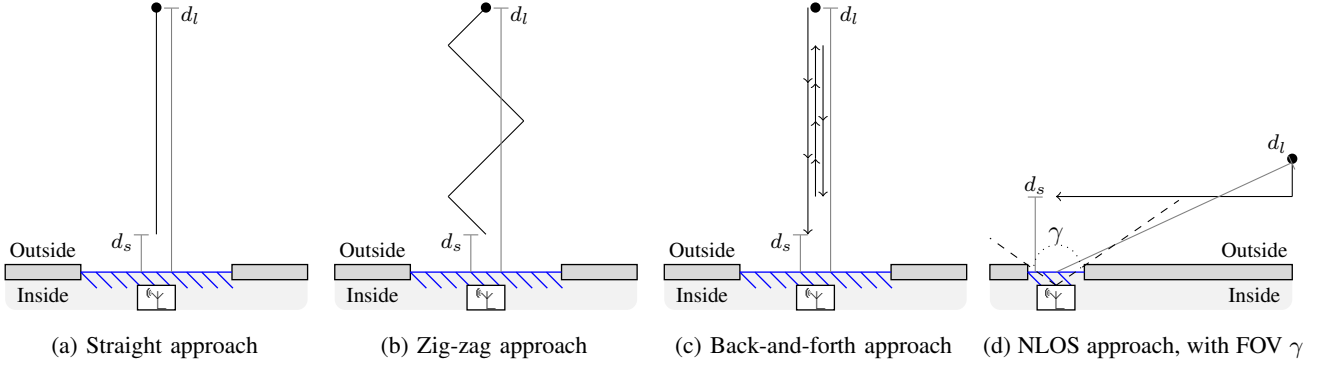 d_l
d_s
Outside
Inside
(a) Straight approach
d_l
d_s
Outside
Inside
(b) Zig-zag approach
d_l
d_s
Outside
Inside
(c) Back-and-forth approach
d_l
d_s
γ
Outside
Inside
(d) NLOS approach, with FOV γ